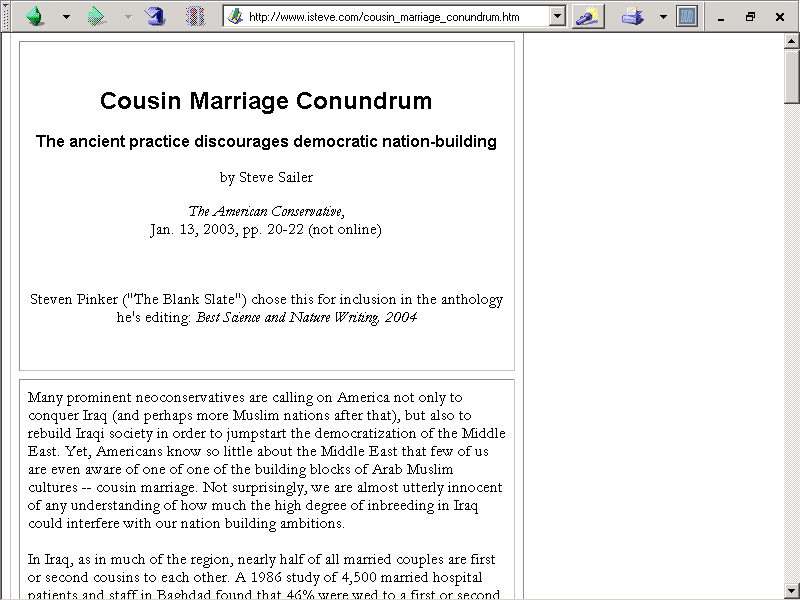 http://www.isteve.com/cousin_marriage_conundrum.htm
Cousin Marriage Conundrum
The ancient practice discourages democratic nation-building
by Steve Sailer
The American Conservative,
Jan. 13, 2003, pp. 20-22 (not online)
Steven Pinker ("The Blank Slate") chose this for inclusion in the anthology
he's editing: Best Science and Nature Writing, 2004
Many prominent neoconservatives are calling on America not only to
conquer Iraq (and perhaps more Muslim nations after that), but also to
rebuild Iraqi society in order to jumpstart the democratization of the Middle
East. Yet, Americans know so little about the Middle East that few of us
are even aware of one of one of the building blocks of Arab Muslim
cultures -- cousin marriage. Not surprisingly, we are almost utterly innocent
of any understanding of how much the high degree of inbreeding in Iraq
could interfere with our nation building ambitions.
In Iraq, as in much of the region, nearly half of all married couples are first
or second cousins to each other. A 1986 study of 4,500 married hospital
patients and staff in Baghdad found that 46% were wed to a first or second